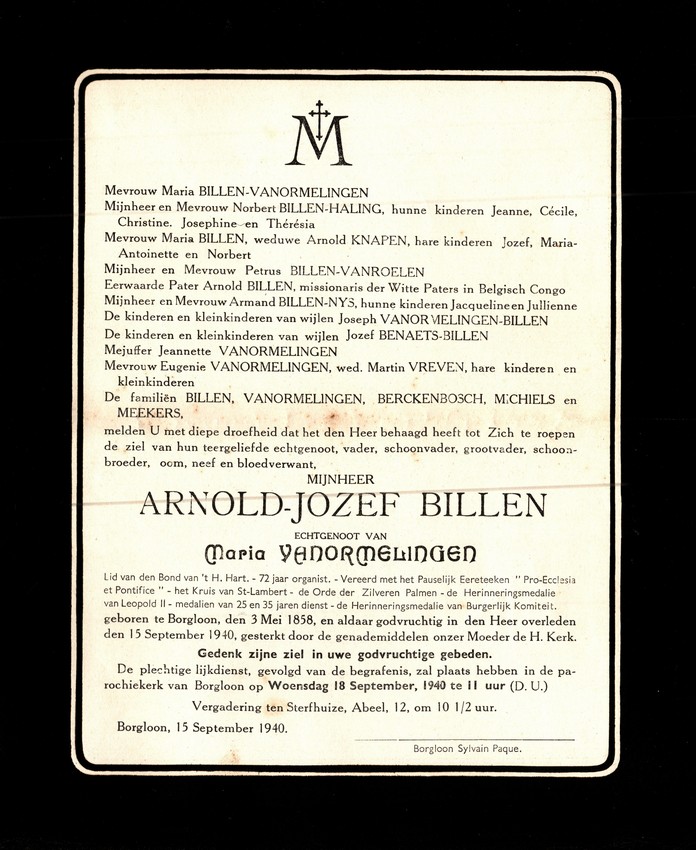 M
Mevrouw Maria BILLEN-VANORMELINGEN
Mijnheer en Mevrouw Norbert BILLEN-HALING, hunne kinderen Jeanne, Cécile,
Christine. Josephine en Thérésia
Mevrouw Maria BILLEN, weduwe Arnold KNAPEN, hare kinderen Jozef, Maria-
Antoinette en Norbert
Mijnheer en Mevrouw Petrus BILLEN-VANROELEN
Eerwaarde Pater Arnold BILLEN, missionaris der Witte Paters in Belgisch Congo
Mijnheer en Mevrouw Armand BILLEN-NYS, hunne kinderen Jacqueline en Jullienne
De kinderen en kleinkinderen van wijlen Joseph VANORMELINGEN-BILLEN
De kinderen en kleinkinderen van wijlen Jozef BENAETS-BILLEN
Mejuffer Jeannette VANORMELINGEN
Mevrouw Eugenie VANORMELINGEN, wed. Martin VREVEN, hare kinderen en
kleinkinderen
De familiën BILLEN, VANORMELINGEN, BERCKENBOSCH, MICHIELS en
MEEKERS,
melden U met diepe droefheid dat het den Heer behaagd heeft tot Zich te roepen
de ziel van hun teergeliefde echtgenoot, vader, schoonvader, grootvader, schoon-
broeder, oom, neef en bloedverwant,
MIJNHEER
ARNOLD-JOZEF BILLEN
ECHTGENOOT VAN
Maria VANORMELINGEN
Lid van den Bond van 't H. Hart. - 72 jaar organist. - Vereerd met het Pauselijk Eereteeken " Pro-Ecclesia
et Pontifice " - het Kruis van St-Lambert - de Orde der Zilveren Palmen - de Herinneringsmedalie
van Leopold II - medalien van 25 en 35 jaren dienst - de Herinneringsmedalie van Burgerlijk Komiteit.
geboren te Borgloon, den 3 Mei 1858, en aldaar godvruchtig in den Heer overleden
den 15 September 1940, gesterkt door de genademiddelen onzer Moeder de H. Kerk.
Gedenk zijne ziel in uwe godvruchtige gebeden.
De plechtige lijkdienst, gevolgd van de begrafenis, zal plaats hebben in de pa-
rochiekerk van Borgloon op Woensdag 18 September, 1940 te 11 uur (D. U.)
Vergadering ten Sterfhuize, Abeel, 12, om 10 1/2 uur.
Borgloon, 15 September 1940.
Borgloon Sylvain Paque.